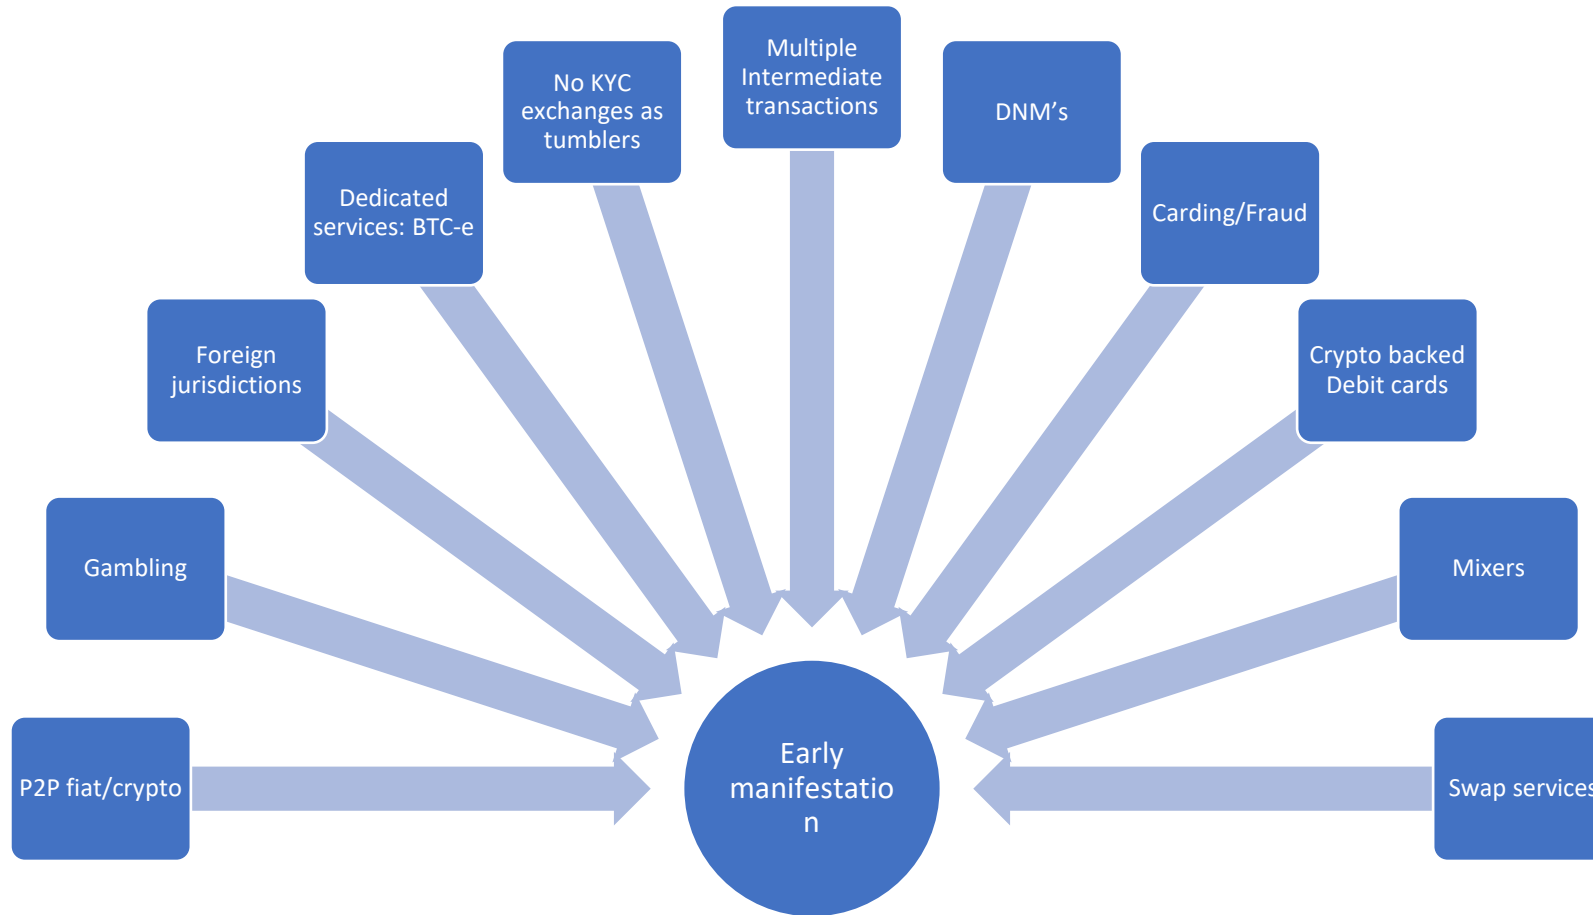 Multiple
Intermediate
transactions
No KYC
exchanges as
tumblers
DNM’s
Dedicated
services: BTC-e
Carding/Fraud
Foreign
jurisdictions
Crypto backed
Debit cards
Gambling
Mixers
P2P fiat/crypto
Early
manifestatio
n
Swap services